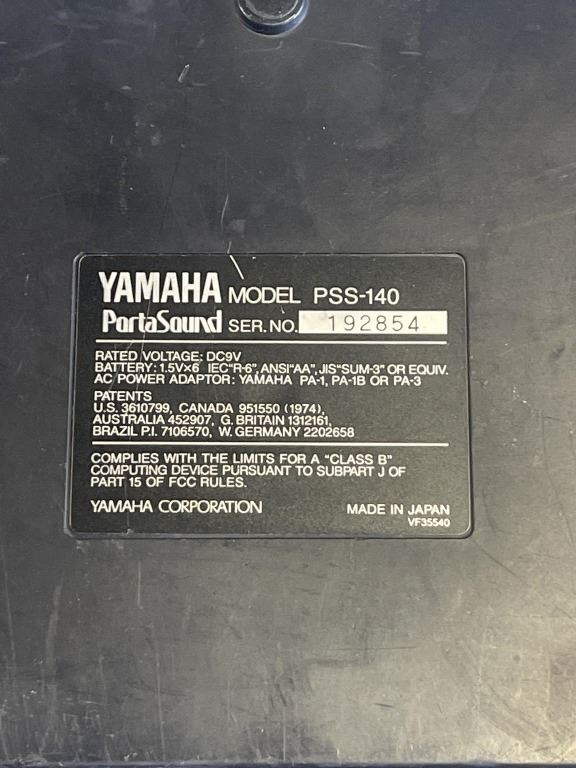 YAMAHA MODEL PSS-140
PortaSound SER. NO. 192854
RATED VOLTAGE: DC9V
BATTERY: 1.5V×6 IEC"R-6", ANSI"AA", JIS"SUM-3" OR EQUIV.
AC POWER ADAPTOR: YAMAHA PA-1, PA-1B OR PA-3
PATENTS
U.S. 3610799, CANADA 951550 (1974),
AUSTRALIA 452907, G. BRITAIN 1312161,
BRAZIL P.I. 7106570, W. GERMANY 2202658
COMPLIES WITH THE LIMITS FOR A "CLASS B"
COMPUTING DEVICE PURSUANT TO SUBPART J OF
PART 15 OF FCC RULES.
YAMAHA CORPORATION MADE IN JAPAN
VF35540